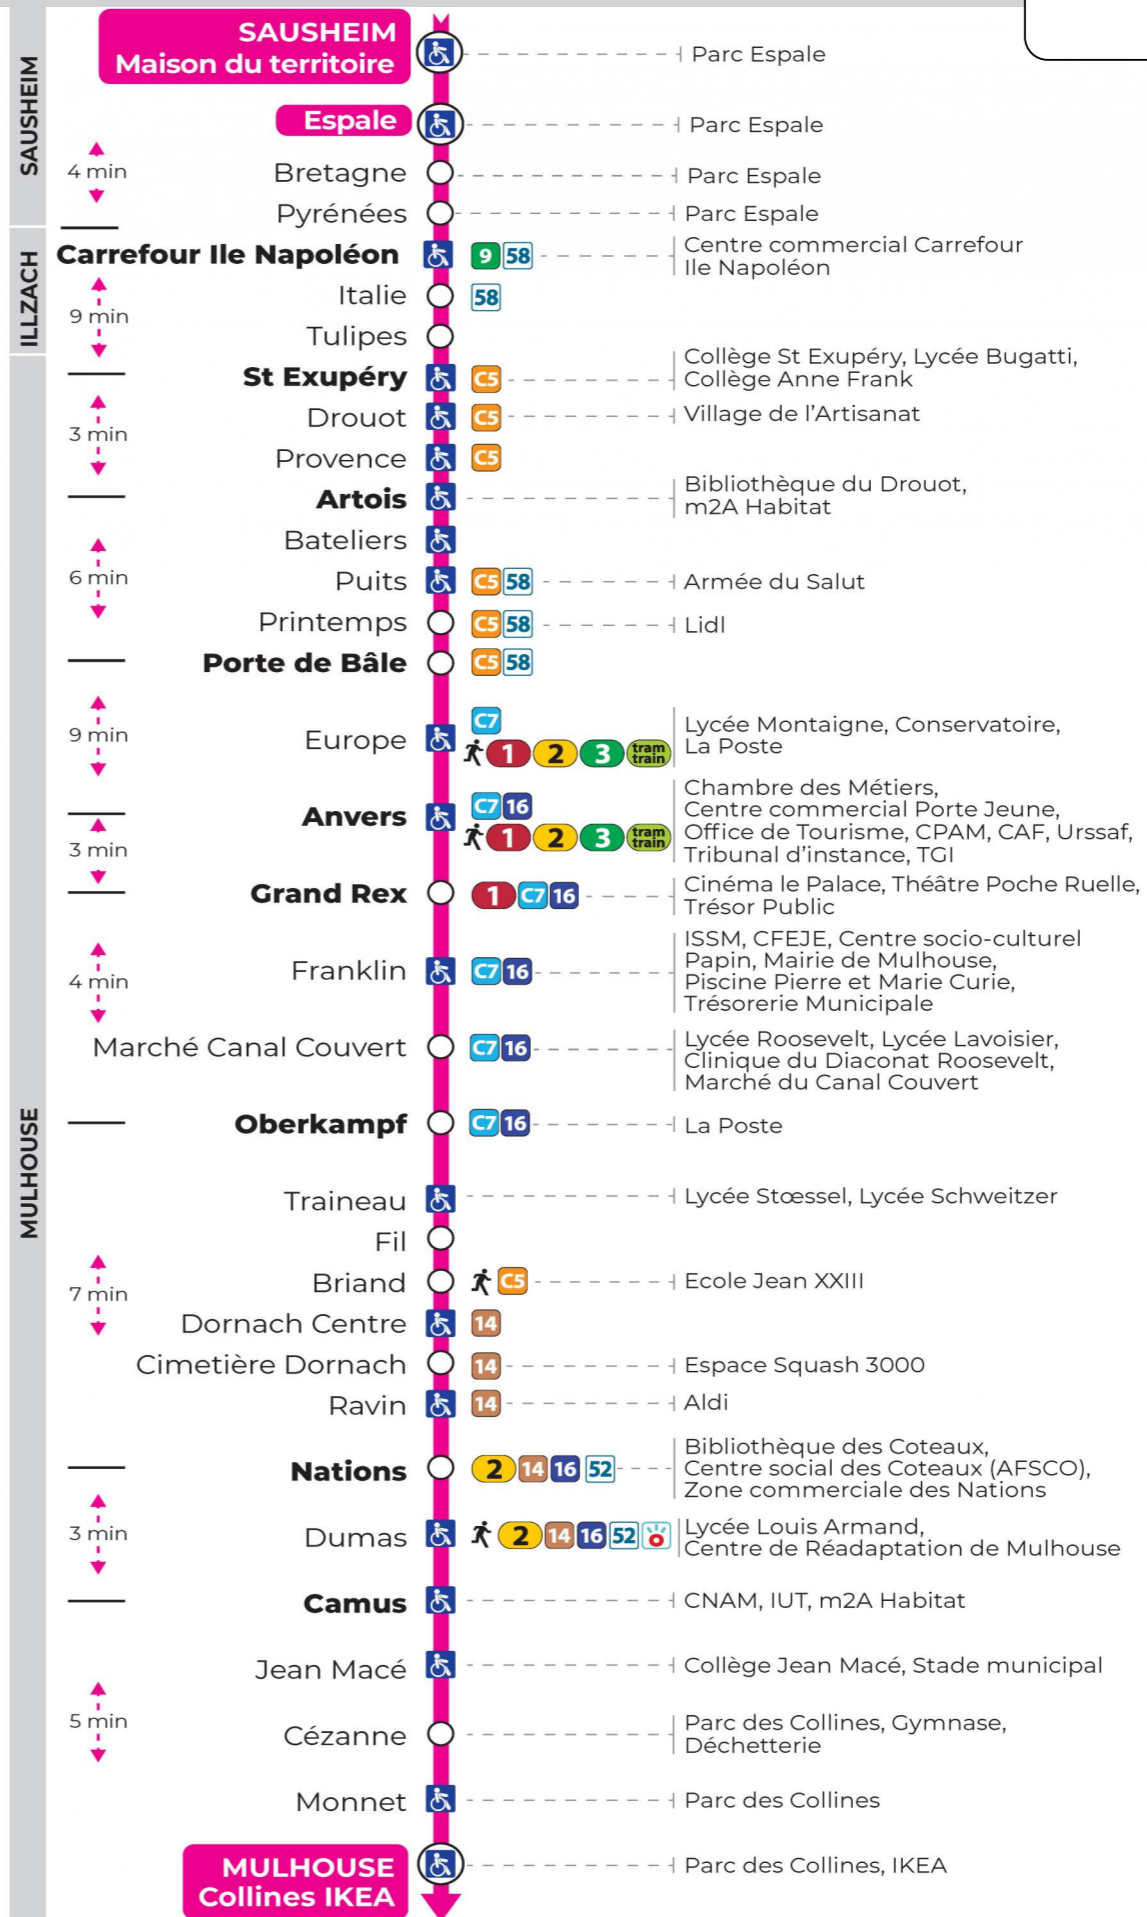 SAUSHEIM
Maison du territoire
Parc Espale
SAUSHEIM
Espale
Parc Espale
4 min
Bretagne
Parc Espale
Pyrénées
Parc Espale
ILLZACH
Carrefour Ile Napoléon
9 58
Centre commercial Carrefour
Ile Napoléon
9 min
Italie
58
Tulipes
St Exupéry
C5
Collège St Exupéry, Lycée Bugatti,
Collège Anne Frank
3 min
Drouot
C5
Village de l'Artisanat
Provence
C5
Artois
Bibliothèque du Drouot,
m2A Habitat
Bateliers
6 min
Puits
C5 58
Armée du Salut
Printemps
C5 58
Lidl
Porte de Bâle
C5 58
9 min
Europe
C7
1 2 3 tram
train
Lycée Montaigne, Conservatoire,
La Poste
Anvers
C7 16
1 2 3 tram
train
Chambre des Métiers,
Centre commercial Porte Jeune,
Office de Tourisme, CPAM, CAF, Urssaf,
Tribunal d'instance, TGI
3 min
Grand Rex
1 C7 16
Cinéma le Palace, Théâtre Poche Ruelle,
Trésor Public
4 min
Franklin
C7 16
ISSM, CFEJE, Centre socio-culturel
Papin, Mairie de Mulhouse,
Piscine Pierre et Marie Curie,
Trésorerie Municipale
Marché Canal Couvert
C7 16
Lycée Roosevelt, Lycée Lavoisier,
Clinique du Diaconat Roosevelt,
Marché du Canal Couvert
MULHOUSE
Oberkampf
C7 16
La Poste
Traineau
Lycée Stœssel, Lycée Schweitzer
Fil
7 min
Briand
C5
Ecole Jean XXIII
Dornach Centre
14
Cimetière Dornach
14
Espace Squash 3000
Ravin
14
Aldi
Nations
2 14 16 52
Bibliothèque des Coteaux,
Centre social des Coteaux (AFSCO),
Zone commerciale des Nations
3 min
Dumas
2 14 16 52
Lycée Louis Armand,
Centre de Réadaptation de Mulhouse
Camus
CNAM, IUT, m2A Habitat
Jean Macé
Collège Jean Macé, Stade municipal
5 min
Cézanne
Parc des Collines, Gymnase,
Déchetterie
Monnet
Parc des Collines
MULHOUSE
Collines IKEA
Parc des Collines, IKEA